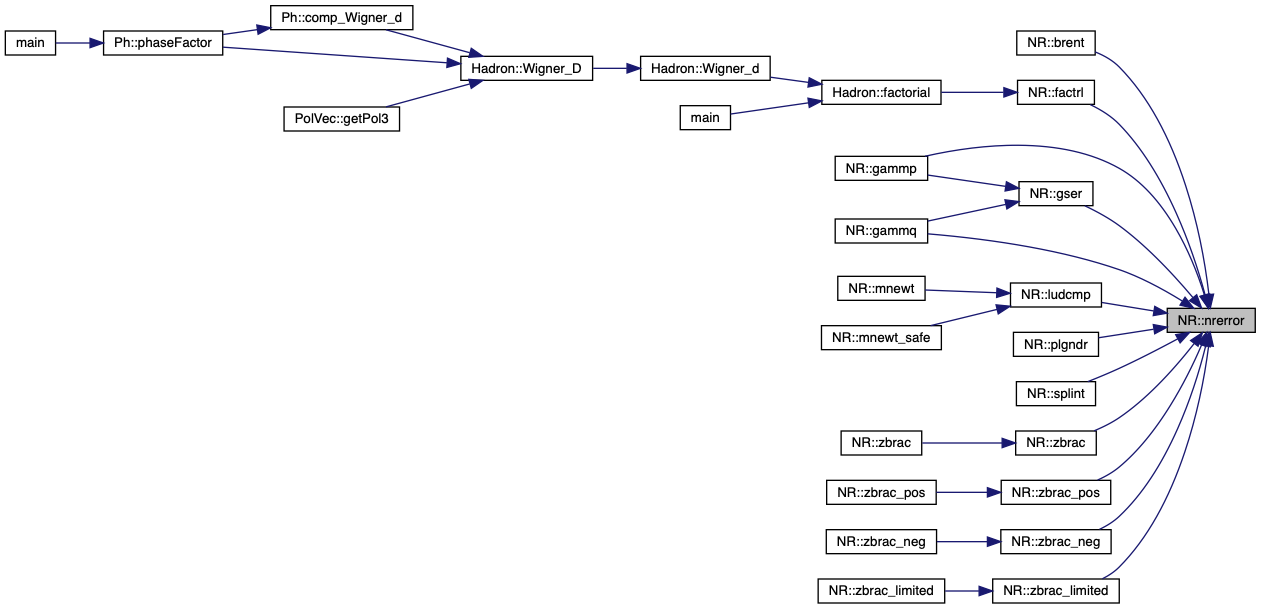 Ph::comp_Wigner_d
main
Ph::phaseFactor
NR::brent
Hadron::Wigner_D
Hadron::Wigner_d
Hadron::factorial
NR::factrl
PolVec::getPol3
main
NR::gammp
NR::gser
NR::gammq
NR::mnewt
NR::ludcmp
NR::nrerror
NR::mnewt_safe
NR::plgndr
NR::splint
NR::zbrac
NR::zbrac
NR::zbrac_pos
NR::zbrac_pos
NR::zbrac_neg
NR::zbrac_neg
NR::zbrac_limited
NR::zbrac_limited